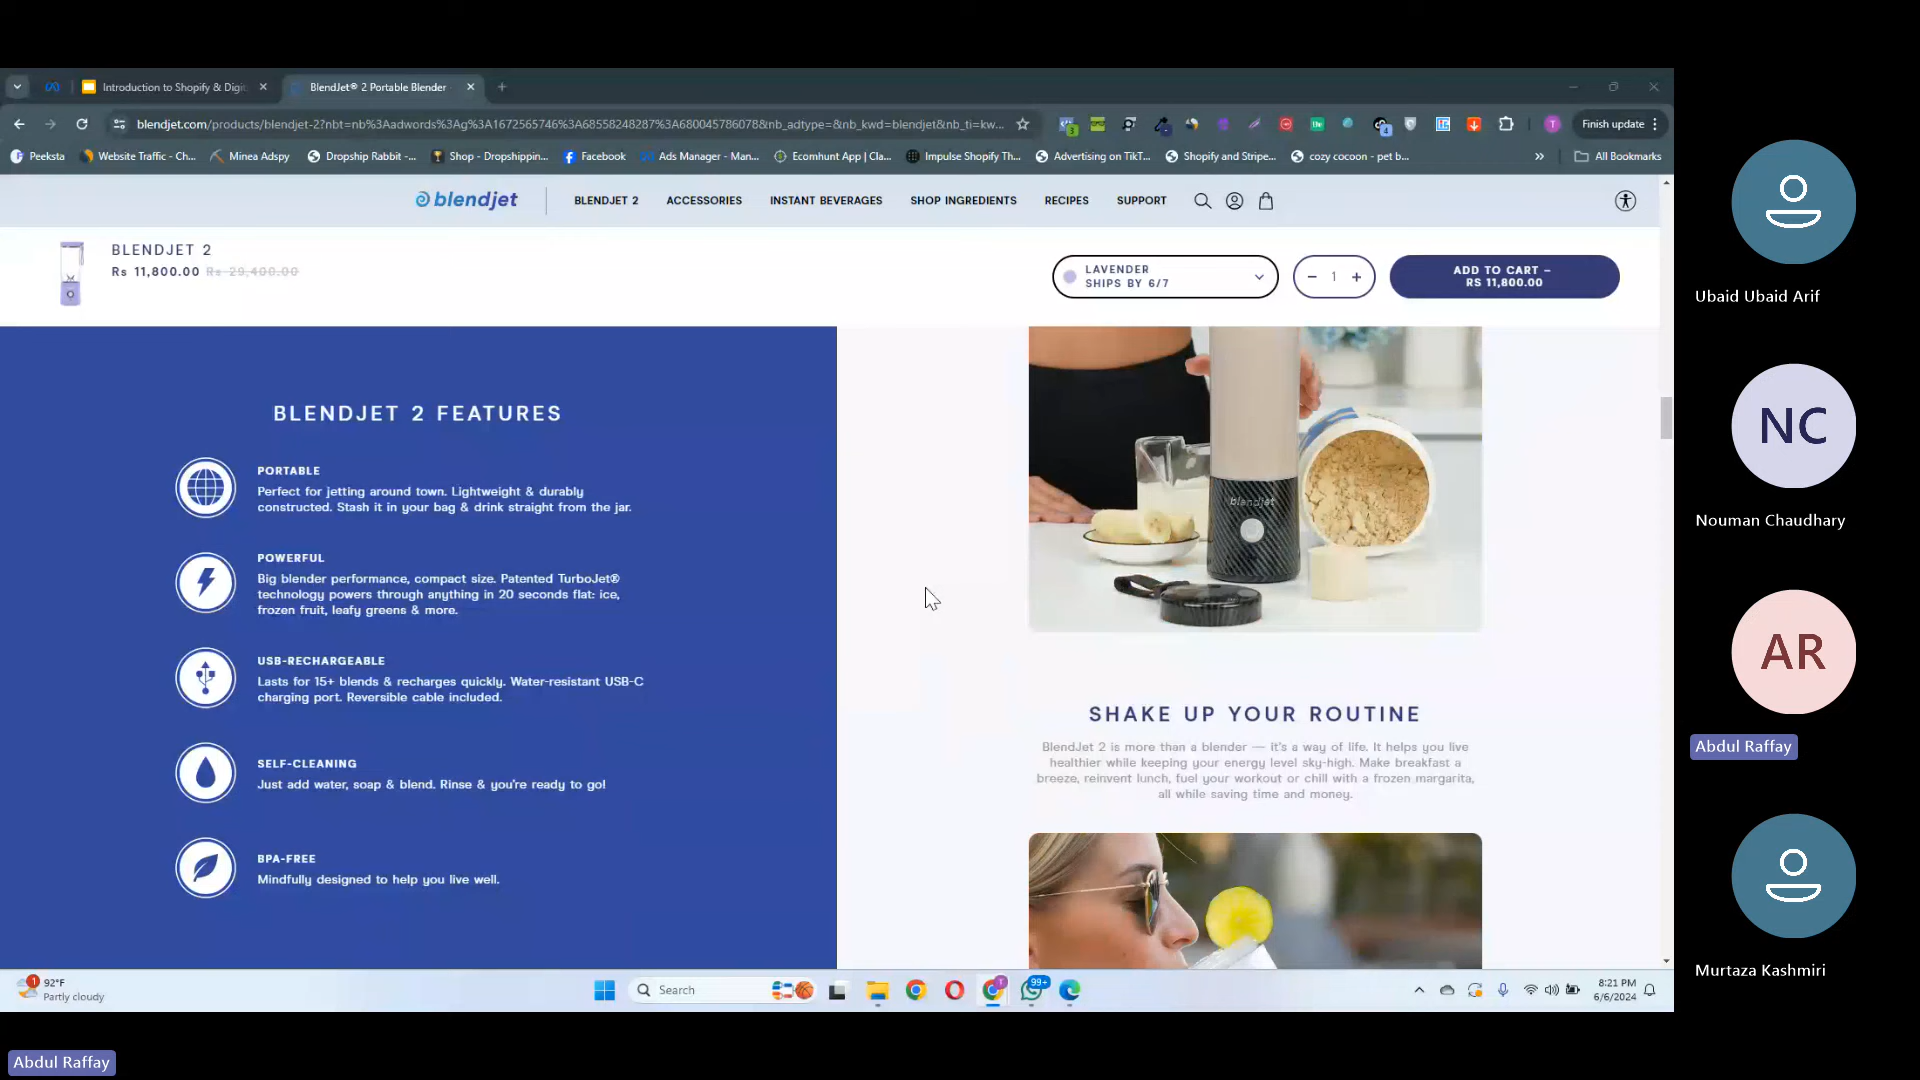 Introduction to Shopify & Digit
BlendJet® 2 Portable Blender
blendjet.com/products/blendjet-2?nbt=nb%3Aadwords%3Ag%3A1672565746%3A68558248287%3A680045786078&nb_adtype=&nb_kwd=blendjet&nb_ti=kw...
Finish update
Peeksta
Website Traffic - Ch...
Minea Adspy
Dropship Rabbit -...
Shop - Dropshippin...
Facebook
Ads Manager - Man...
Ecomhunt App | Cla...
Impulse Shopify Th...
Advertising on TikT...
Shopify and Stripe...
cozy cocoon - pet b...
All Bookmarks
blendjet
BLENDJET 2
ACCESSORIES
INSTANT BEVERAGES
SHOP INGREDIENTS
RECIPES
SUPPORT
BLENDJET 2
Rs 11,800.00 Rs 29,400.00
LAVENDER
SHIPS BY 6/7
1
ADD TO CART –
RS 11,800.00
BLENDJET 2 FEATURES
PORTABLE
Perfect for jetting around town. Lightweight & durably
constructed. Stash it in your bag & drink straight from the jar.
POWERFUL
Big blender performance, compact size. Patented TurboJet®
technology powers through anything in 20 seconds flat: ice,
frozen fruit, leafy greens & more.
USB-RECHARGEABLE
Lasts for 15+ blends & recharges quickly. Water-resistant USB-C
charging port. Reversible cable included.
SELF-CLEANING
Just add water, soap & blend. Rinse & you're ready to go!
BPA-FREE
Mindfully designed to help you live well.
blendjet
SHAKE UP YOUR ROUTINE
BlendJet 2 is more than a blender — it's a way of life. It helps you live
healthier while keeping your energy level sky-high. Make breakfast a
breeze, reinvent lunch, fuel your workout or chill with a frozen margarita,
all while saving time and money.
Ubaid Ubaid Arif
NC
Nouman Chaudhary
AR
Abdul Raffay
Murtaza Kashmiri
1
92°F
Partly cloudy
Search
99+
8:21 PM
6/6/2024
Abdul Raffay